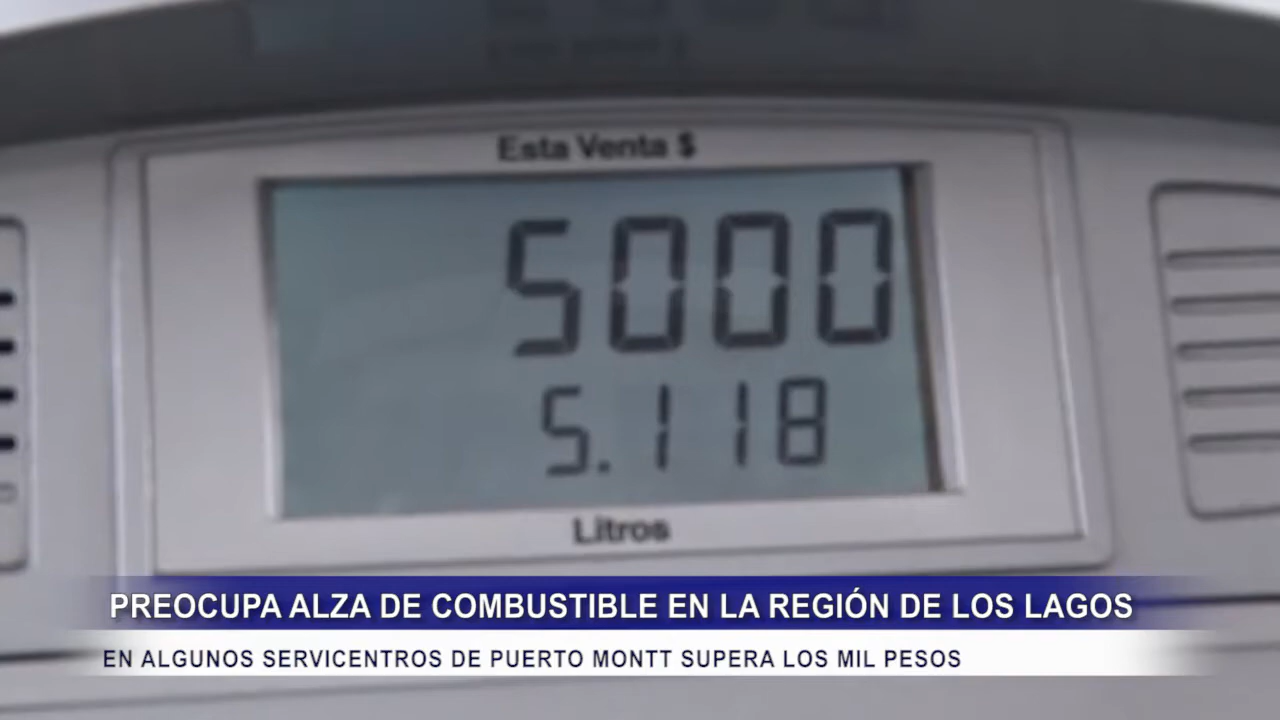 Esta Venta $
5000
5.118
Litros
PREOCUPA ALZA DE COMBUSTIBLE EN LA REGIÓN DE LOS LAGOS
EN ALGUNOS SERVICENTROS DE PUERTO MONTT SUPERA LOS MIL PESOS